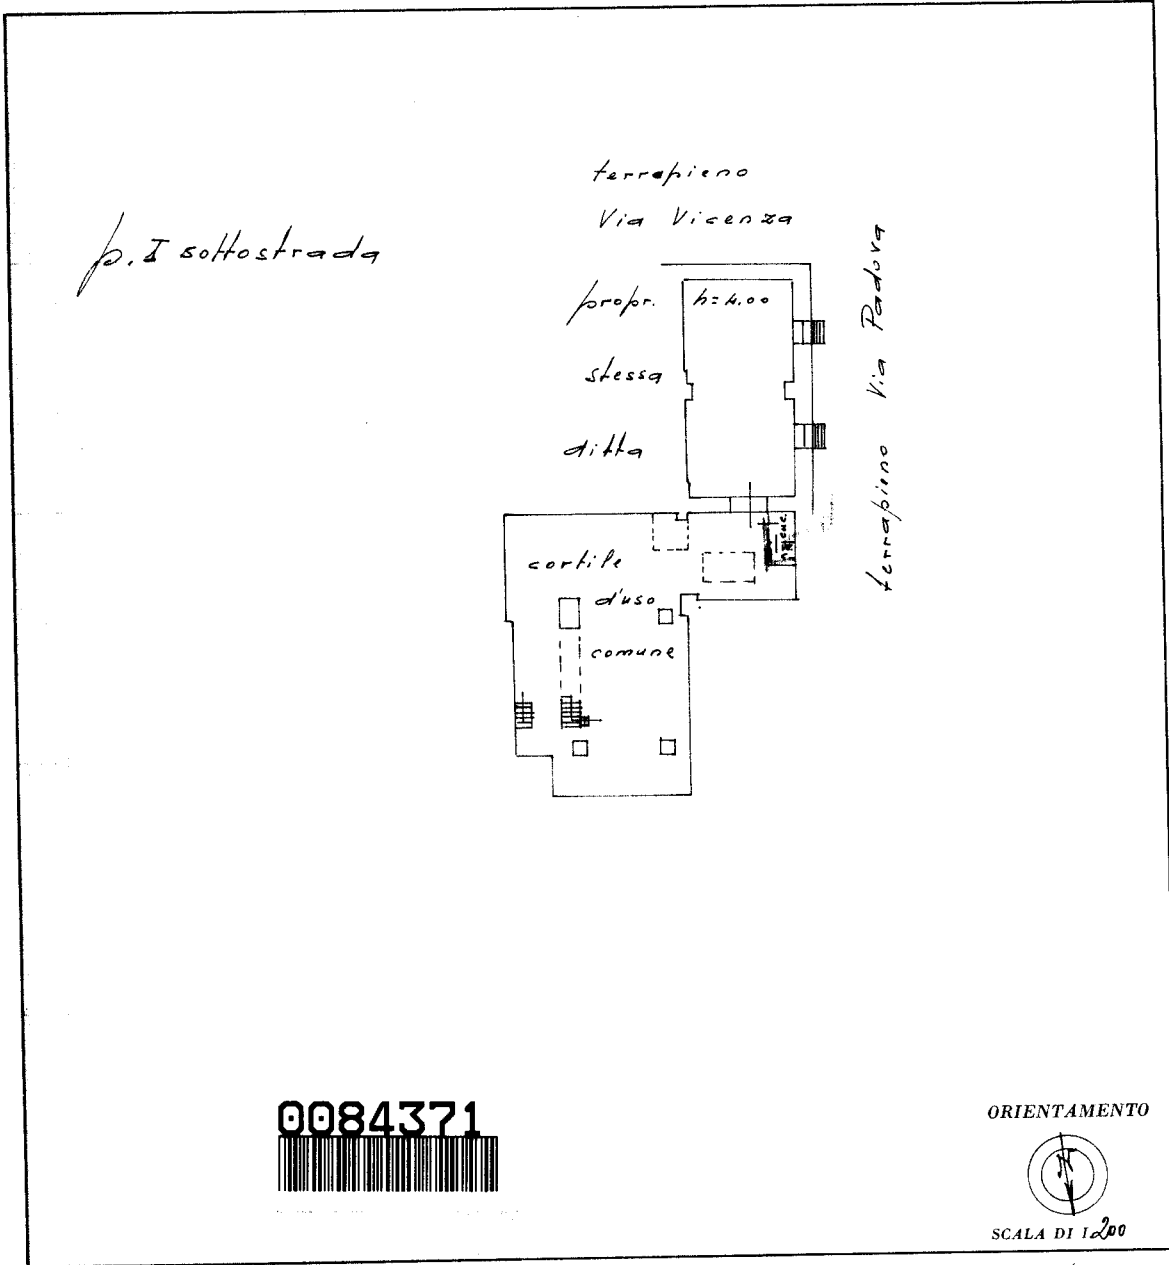 terrapieno
Via Vicenza
p. I sottostrada
propr.
h=4.00
stessa
ditta
terrapieno Via Padova
cortile
d'uso
comune
0084371
ORIENTAMENTO
N
SCALA DI 1:200